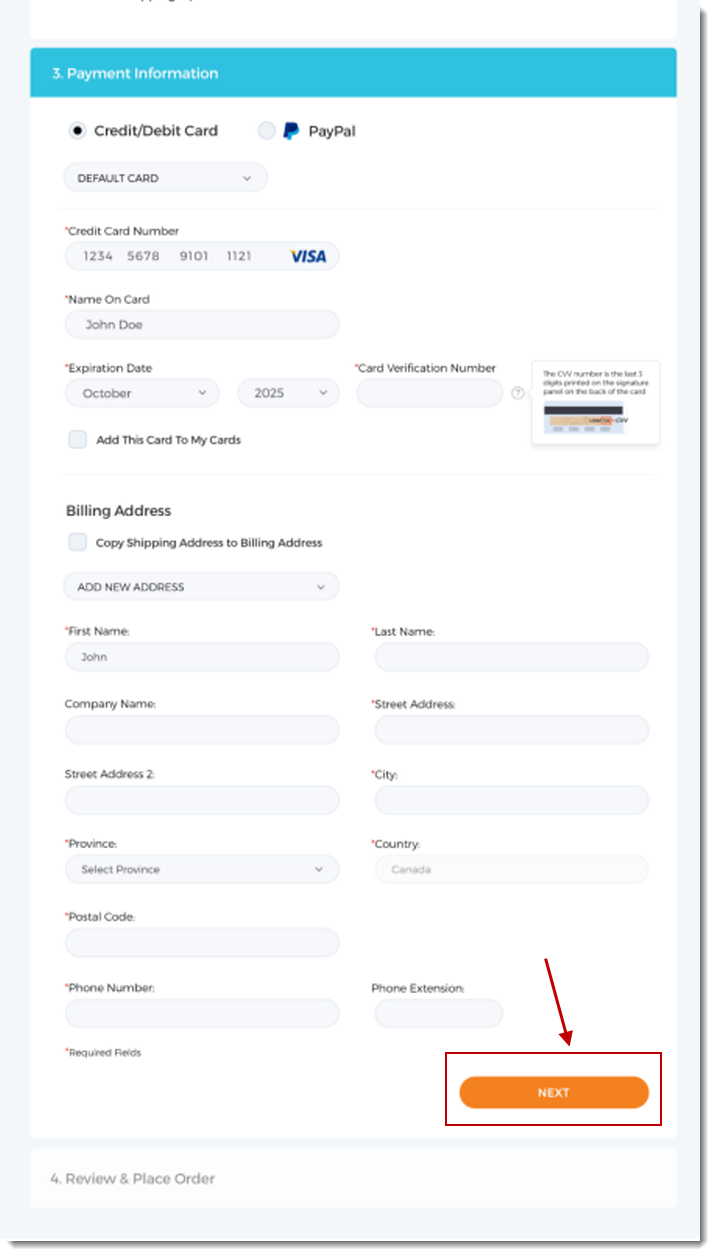 3. Payment Information
Credit/Debit Card PayPal
DEFAULT CARD
*Credit Card Number
1234 5678 9101 1121 VISA
*Name On Card
John Doe
*Expiration Date *Card Verification Number
The CVV number is the last 3
digits printed on the signature
panel on the back of the card
October 2025 ?
CVV
Add This Card To My Cards
Billing Address
Copy Shipping Address to Billing Address
ADD NEW ADDRESS
*First Name: *Last Name:
John
Company Name: *Street Address:
Street Address 2: *City:
*Province: *Country:
Select Province Canada
*Postal Code:
*Phone Number: Phone Extension:
*Required Fields
NEXT
4. Review & Place Order